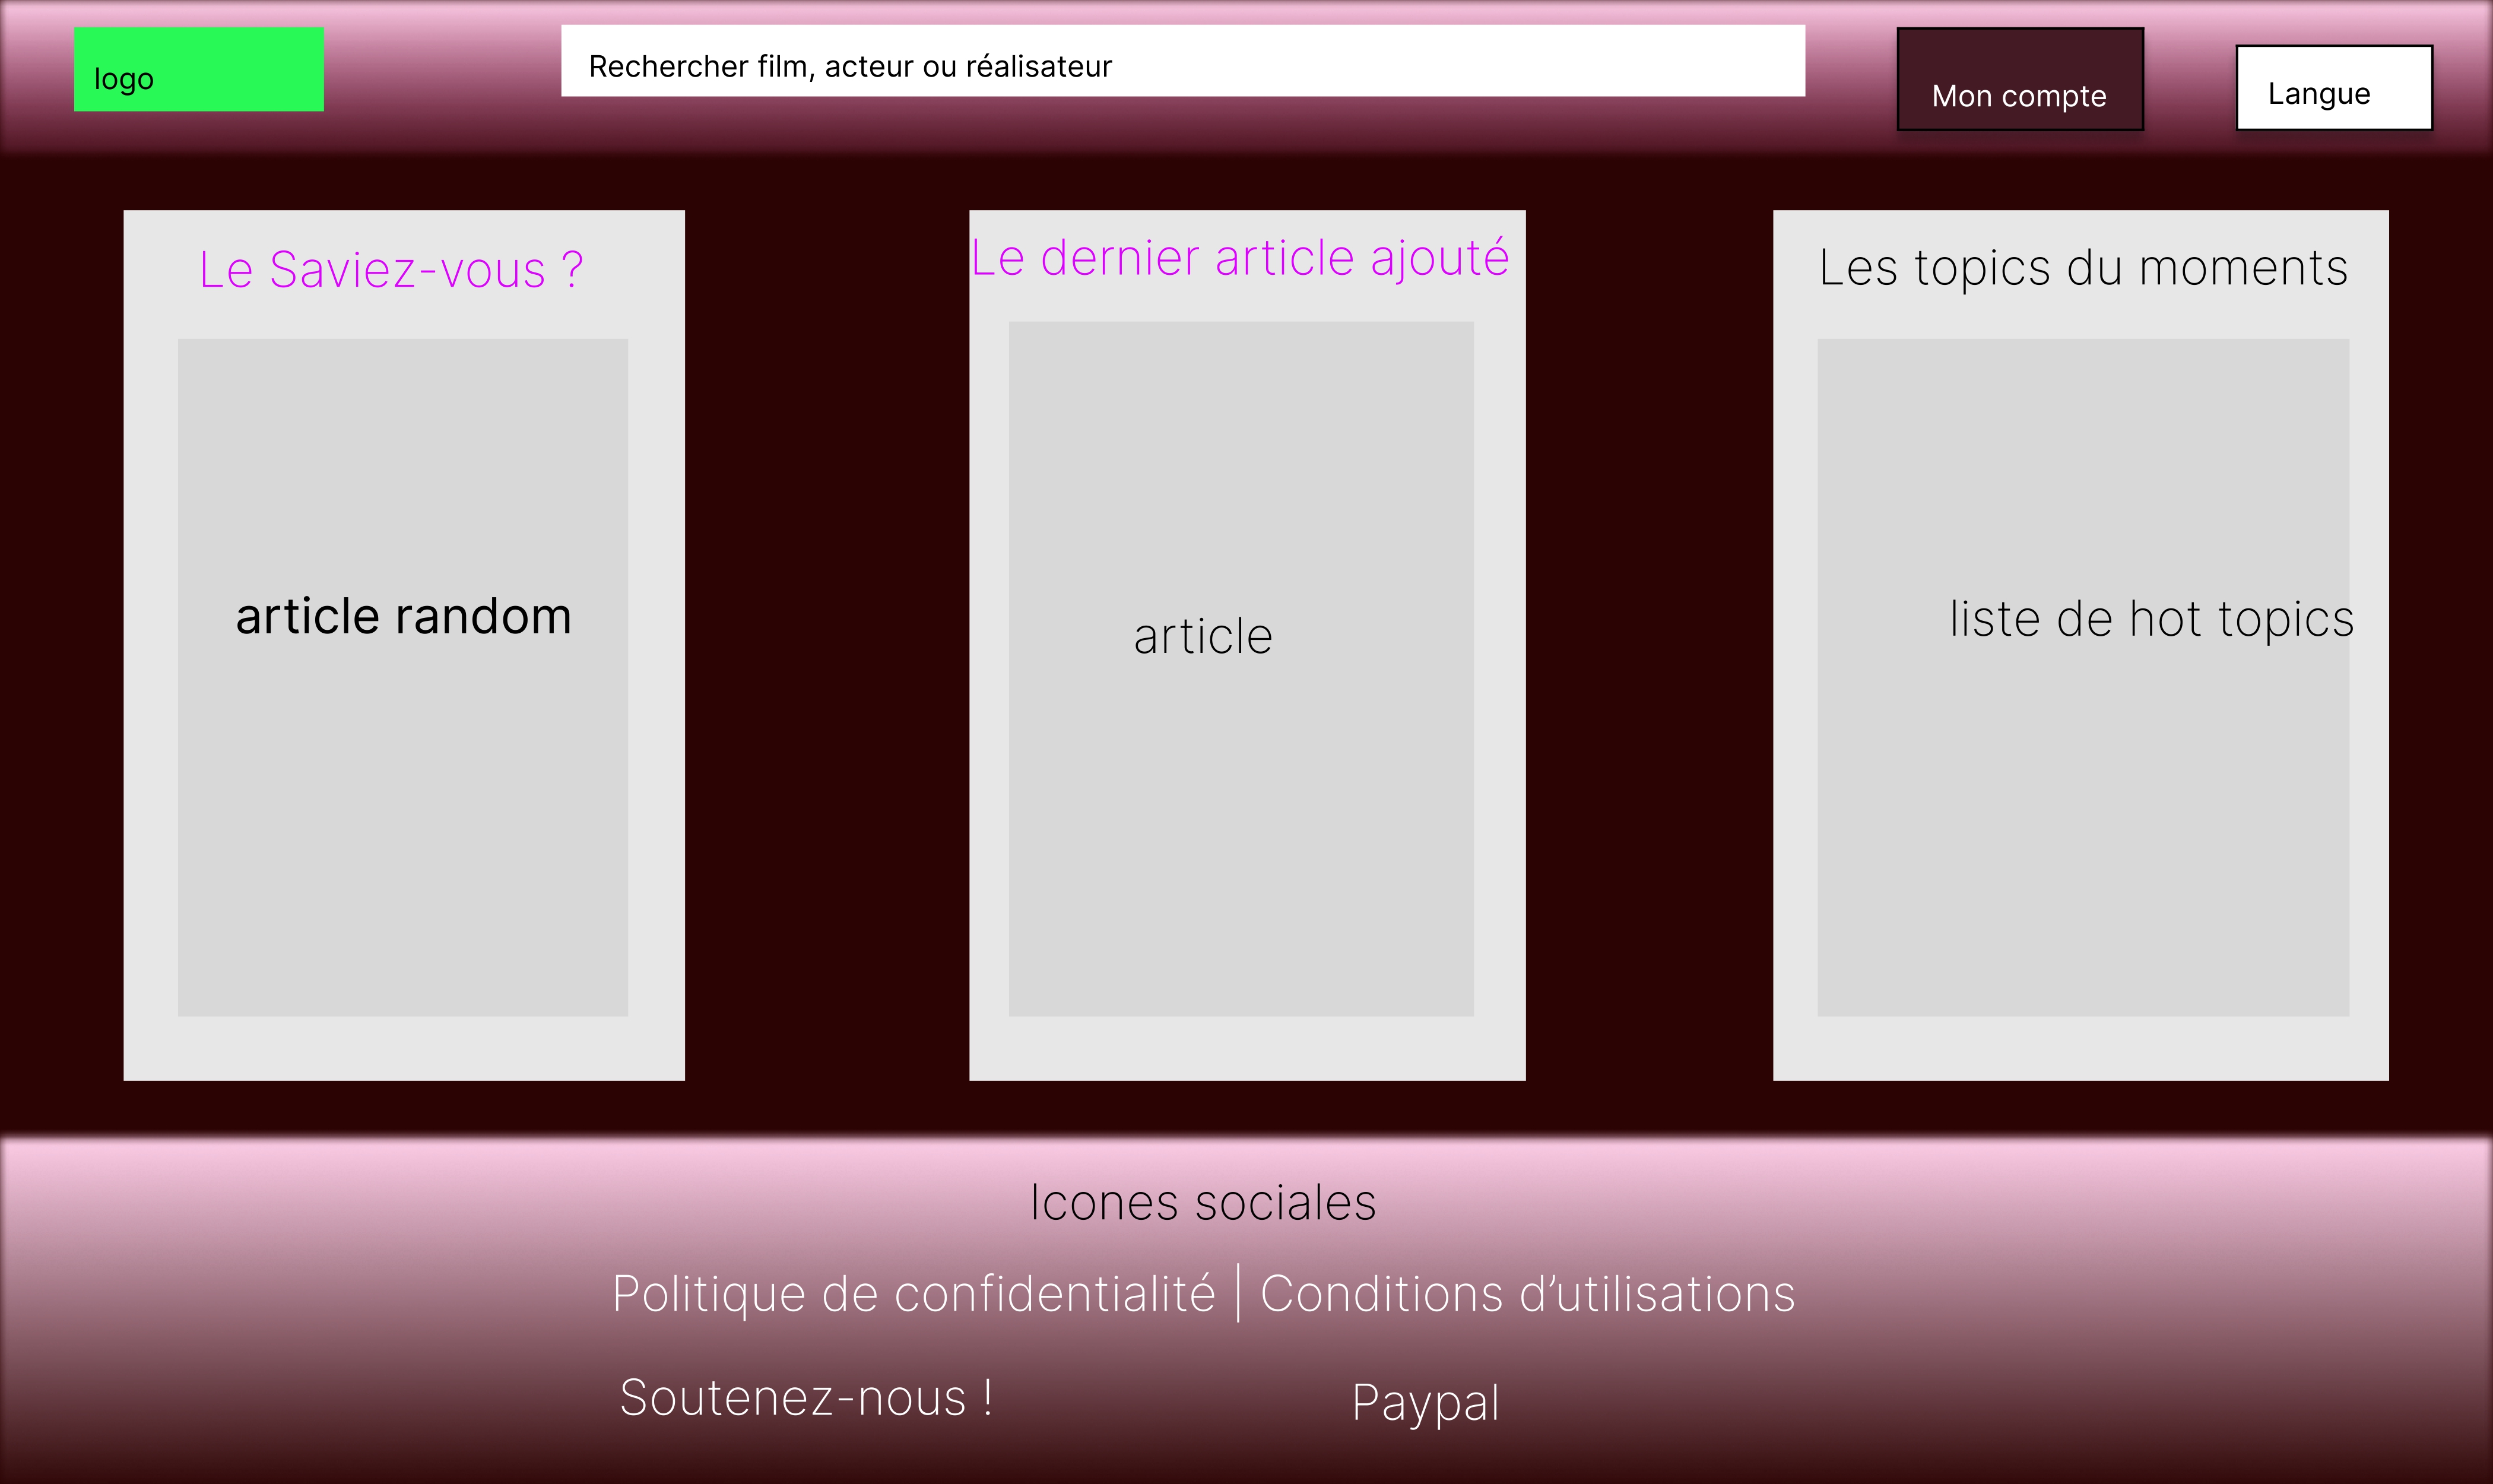 logo
Rechercher film, acteur ou réalisateur
Mon compte
Langue
Le Saviez-vous ?
article random
Le dernier article ajouté
article
Les topics du moments
liste de hot topics
Icones sociales
Politique de confidentialité | Conditions d’utilisations
Soutenez-nous !
Paypal